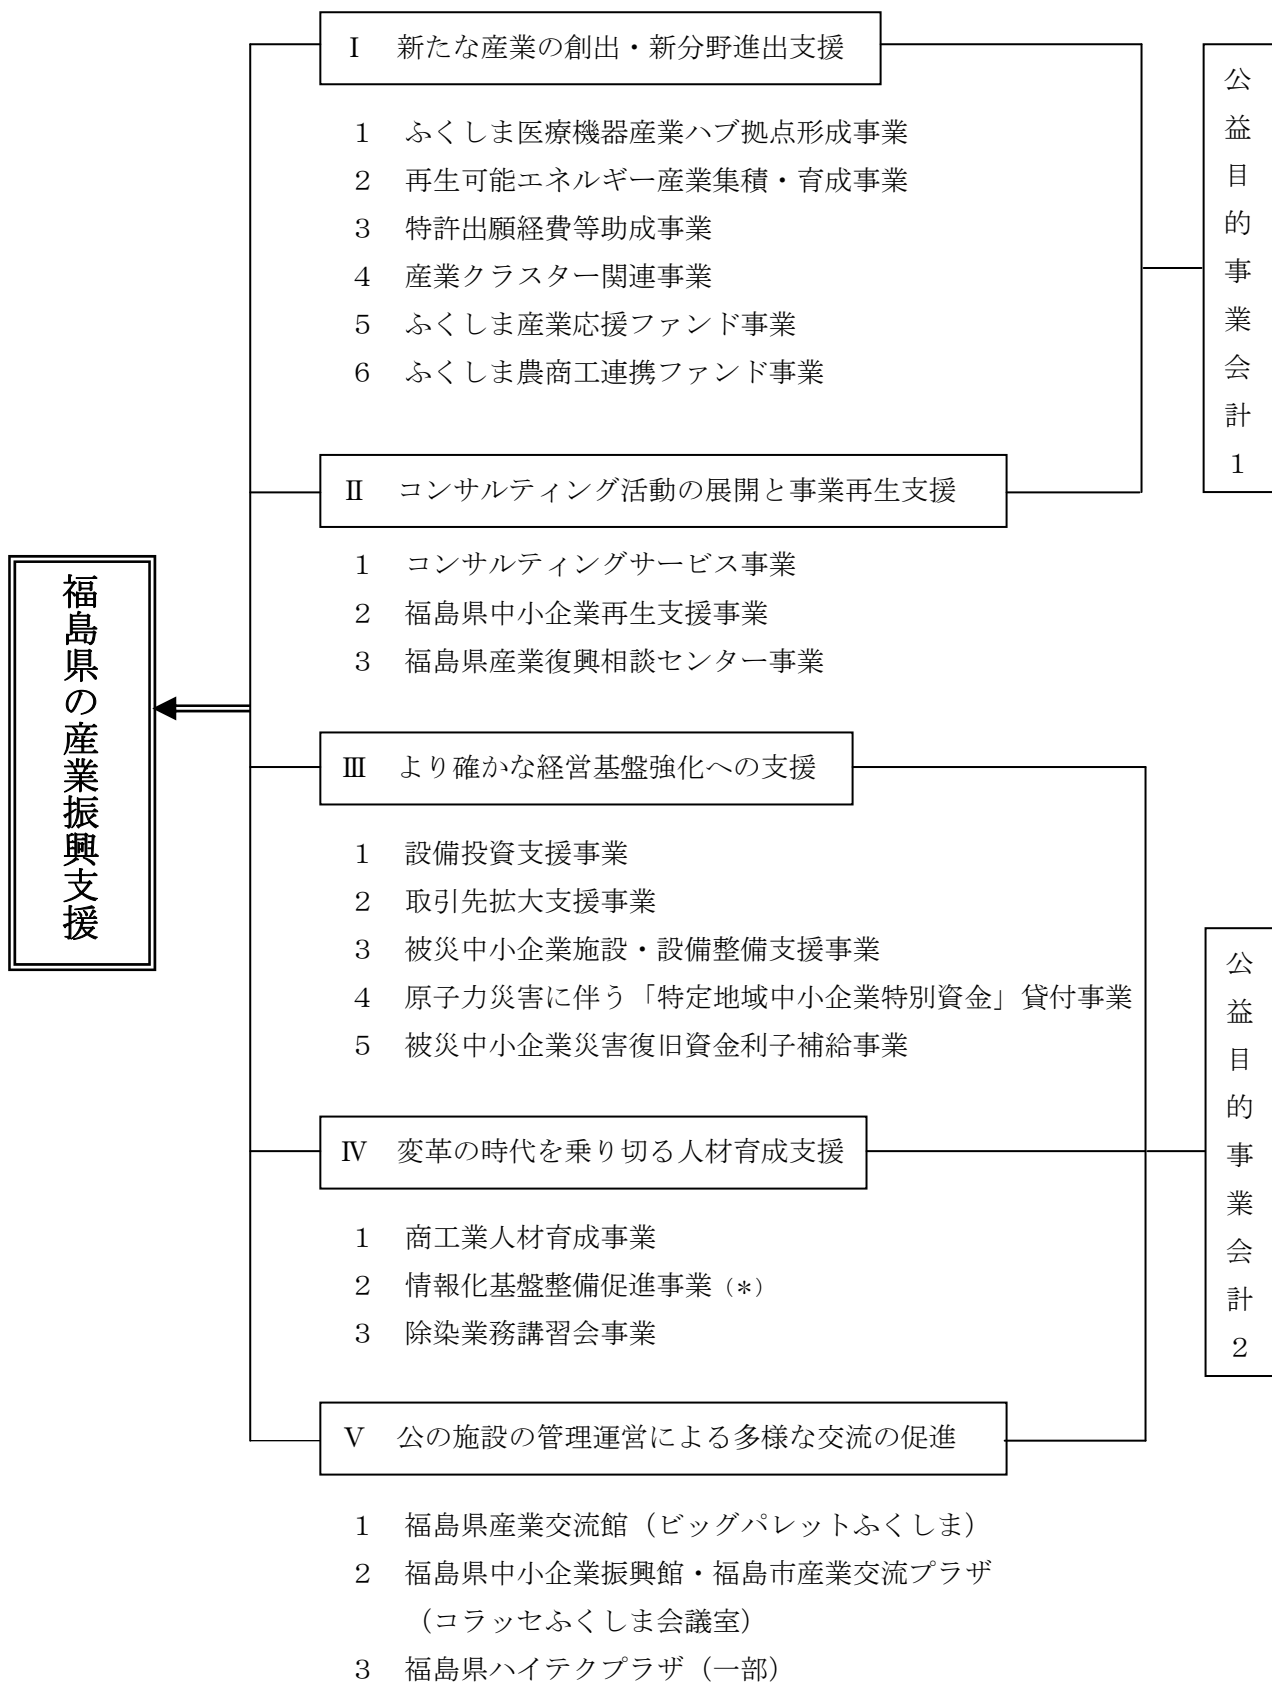 Ⅰ 新たな産業の創出・新分野進出支援
１ ふくしま医療機器産業ハブ拠点形成事業
２ 再生可能エネルギー産業集積・育成事業
３ 特許出願経費等助成事業
４ 産業クラスター関連事業
５ ふくしま産業応援ファンド事業
６ ふくしま農商工連携ファンド事業
公益目的事業会計１
Ⅱ コンサルティング活動の展開と事業再生支援
１ コンサルティングサービス事業
２ 福島県中小企業再生支援事業
３ 福島県産業復興相談センター事業
福島県の産業振興支援
Ⅲ より確かな経営基盤強化への支援
１ 設備投資支援事業
２ 取引先拡大支援事業
３ 被災中小企業施設・設備整備支援事業
４ 原子力災害に伴う「特定地域中小企業特別資金」貸付事業
５ 被災中小企業災害復旧資金利子補給事業
公益目的事業会計２
Ⅳ 変革の時代を乗り切る人材育成支援
１ 商工業人材育成事業
２ 情報化基盤整備促進事業（*）
３ 除染業務講習会事業
Ⅴ 公の施設の管理運営による多様な交流の促進
１ 福島県産業交流館（ビッグパレットふくしま）
２ 福島県中小企業振興館・福島市産業交流プラザ
（コラッセふくしま会議室）
３ 福島県ハイテクプラザ（一部）